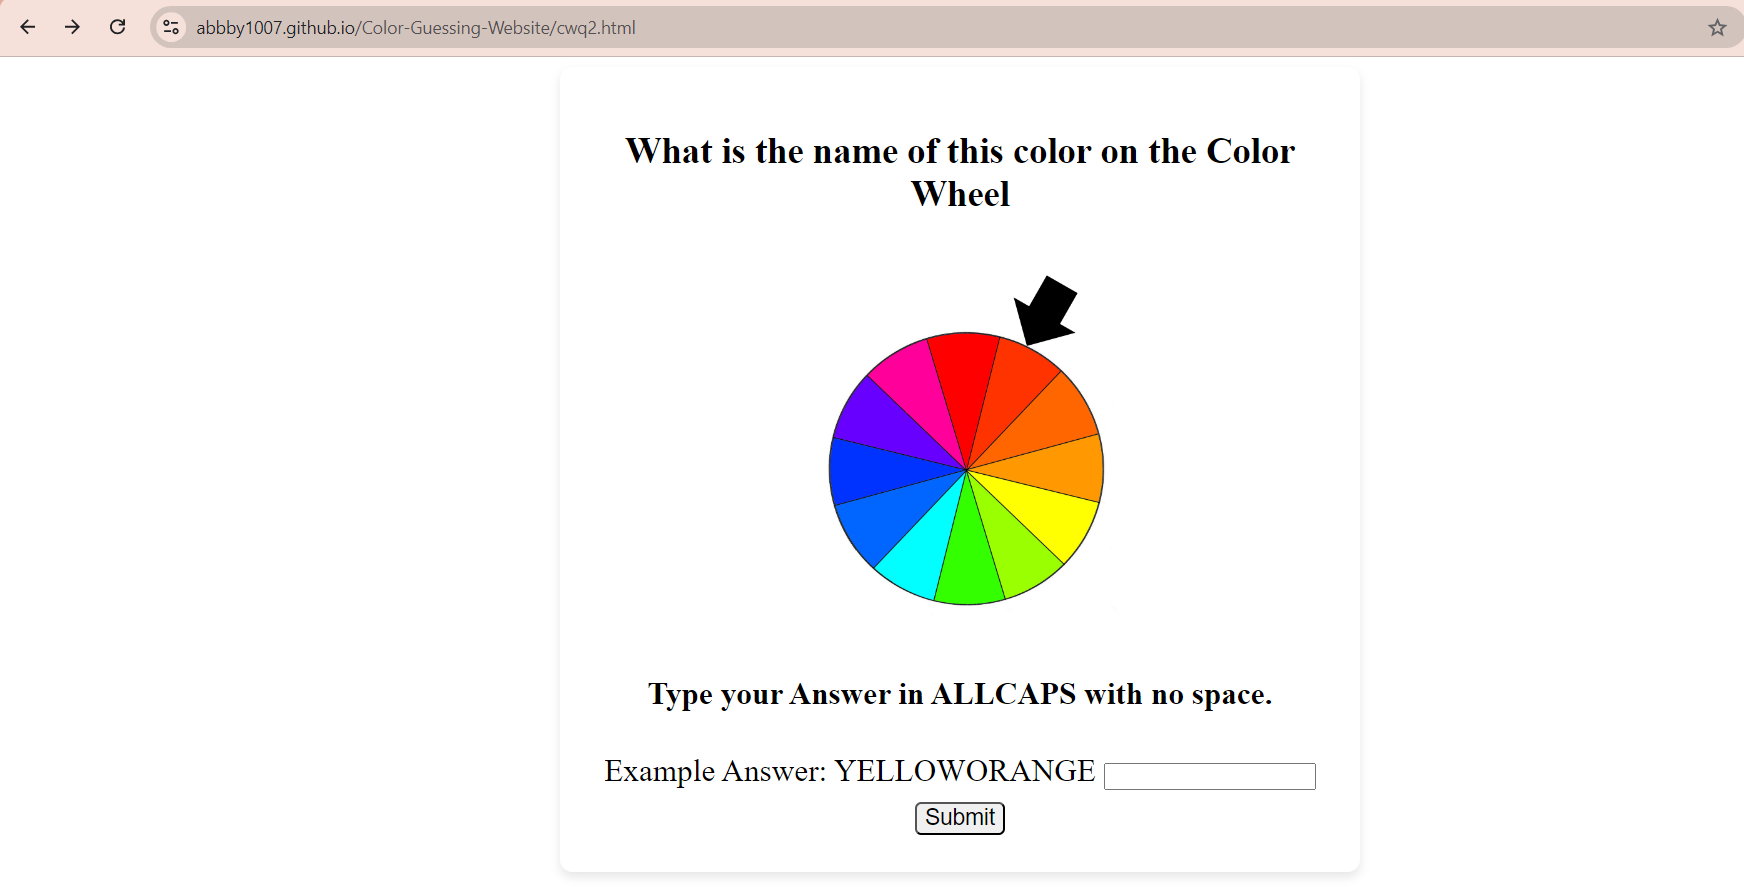 abbby1007.github.io/Color-Guessing-Website/cwq2.html
What is the name of this color on the Color
Wheel
Type your Answer in ALLCAPS with no space.
Example Answer: YELLOWORANGE
Submit